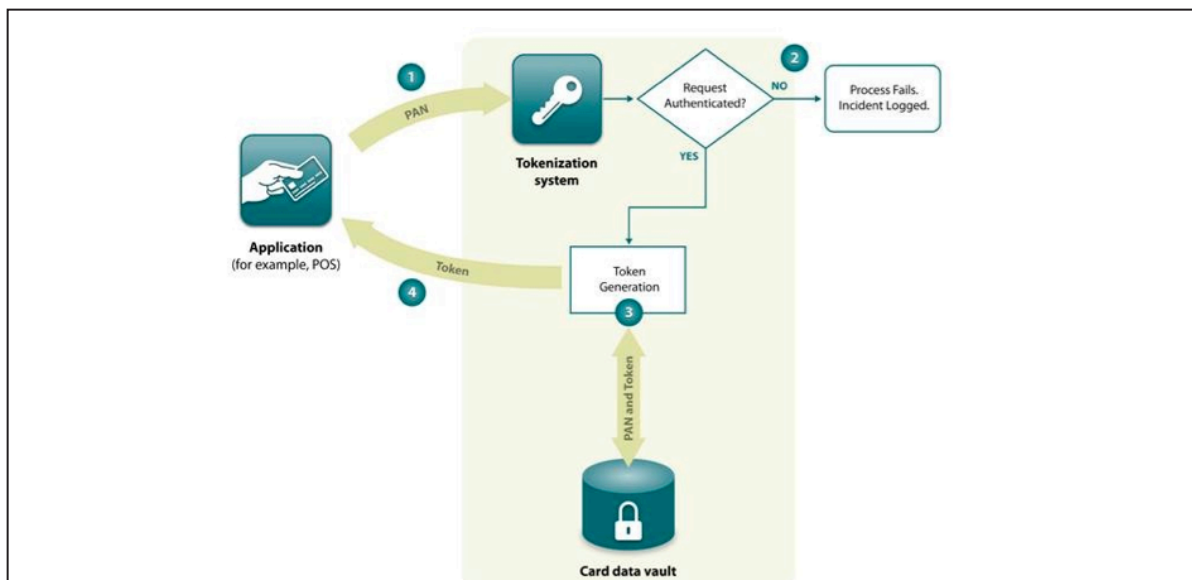 1
PAN
Tokenization
system
Request
Authenticated?
2
NO
Process Fails.
Incident Logged.
YES
Application
(for example, POS)
Token
4
Token
Generation
3
PAN and Token
Card data vault